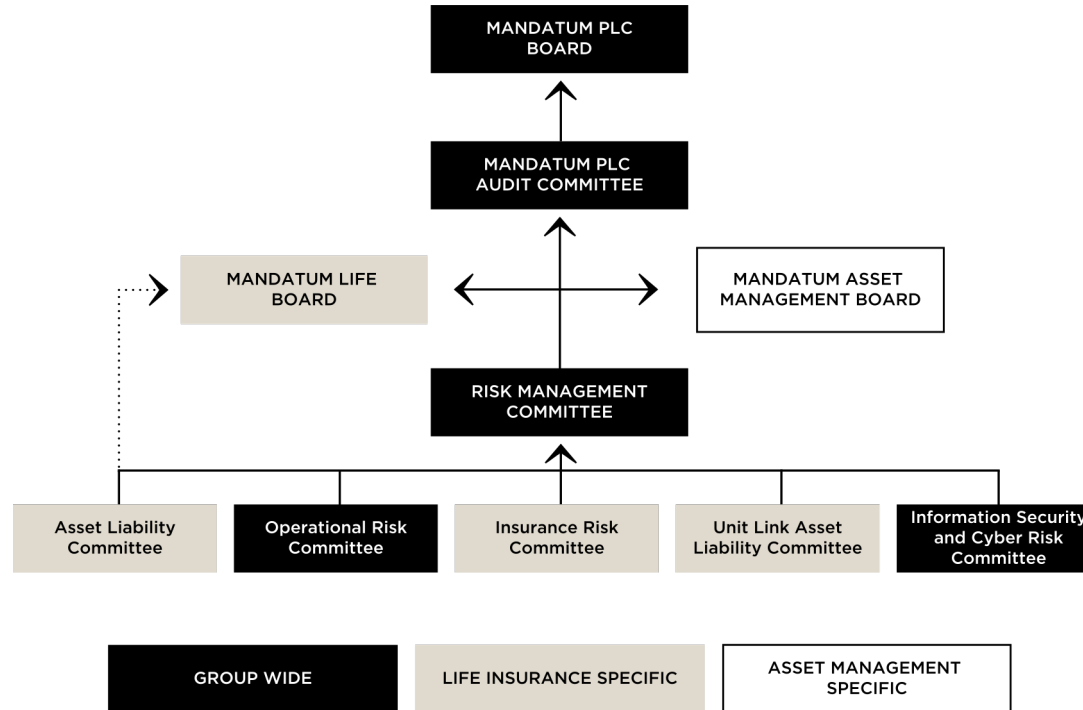 MANDATUM PLC
BOARD
MANDATUM PLC
AUDIT COMMITTEE
MANDATUM LIFE
BOARD
MANDATUM ASSET
MANAGEMENT BOARD
RISK MANAGEMENT
COMMITTEE
Asset Liability
Committee
Operational Risk
Committee
Insurance Risk
Committee
Unit Link Asset
Liability Committee
Information Security
and Cyber Risk
Committee
GROUP WIDE
LIFE INSURANCE SPECIFIC
ASSET MANAGEMENT
SPECIFIC